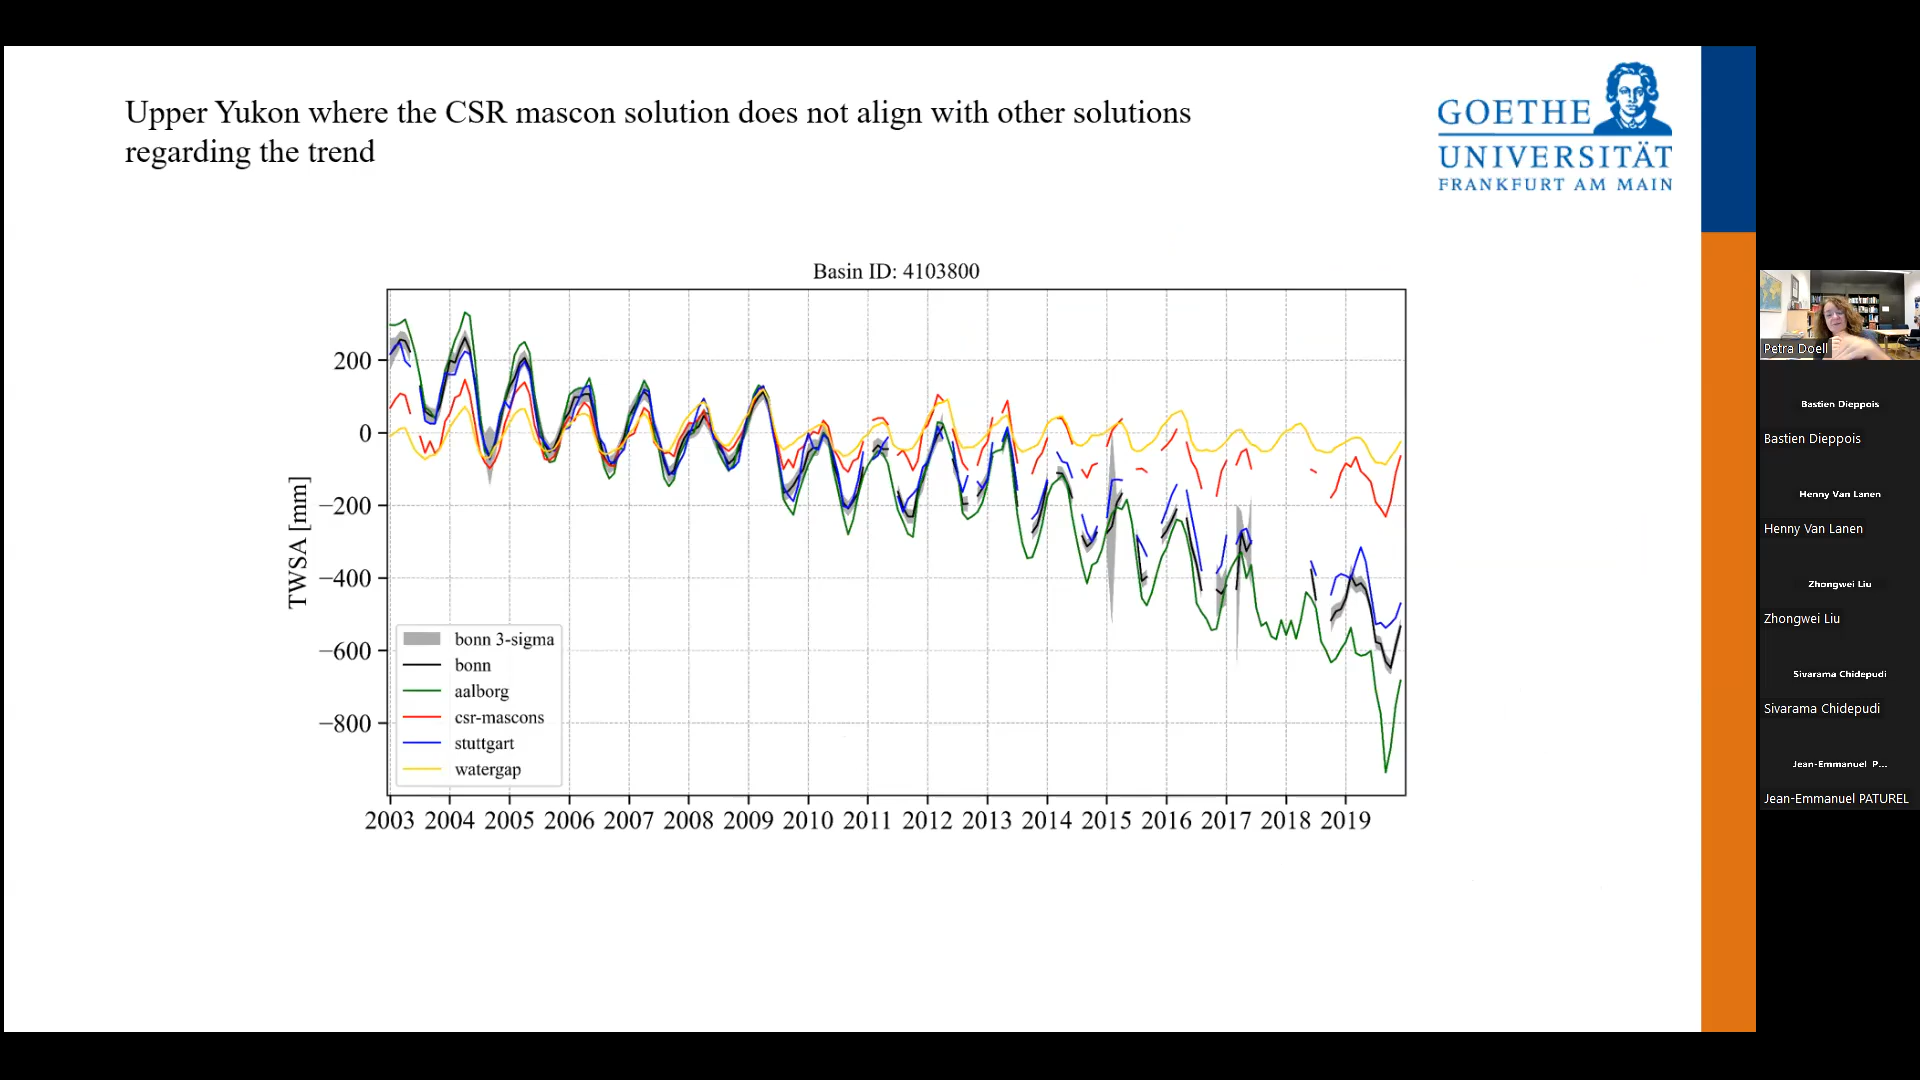 Upper Yukon where the CSR mascon solution does not align with other solutions
regarding the trend
GOETHE
UNIVERSITÄT
FRANKFURT AM MAIN
Basin ID: 4103800
TWSA [mm]
200
0
−200
−400
−600
−800
bonn 3-sigma
bonn
aalborg
csr-mascons
stuttgart
watergap
2003 2004 2005 2006 2007 2008 2009 2010 2011 2012 2013 2014 2015 2016 2017 2018 2019
Petra Doell
Bastien Dieppois
Bastien Dieppois
Henny Van Lanen
Henny Van Lanen
Zhongwei Liu
Zhongwei Liu
Sivarama Chidepudi
Sivarama Chidepudi
Jean-Emmanuel P...
Jean-Emmanuel PATUREL